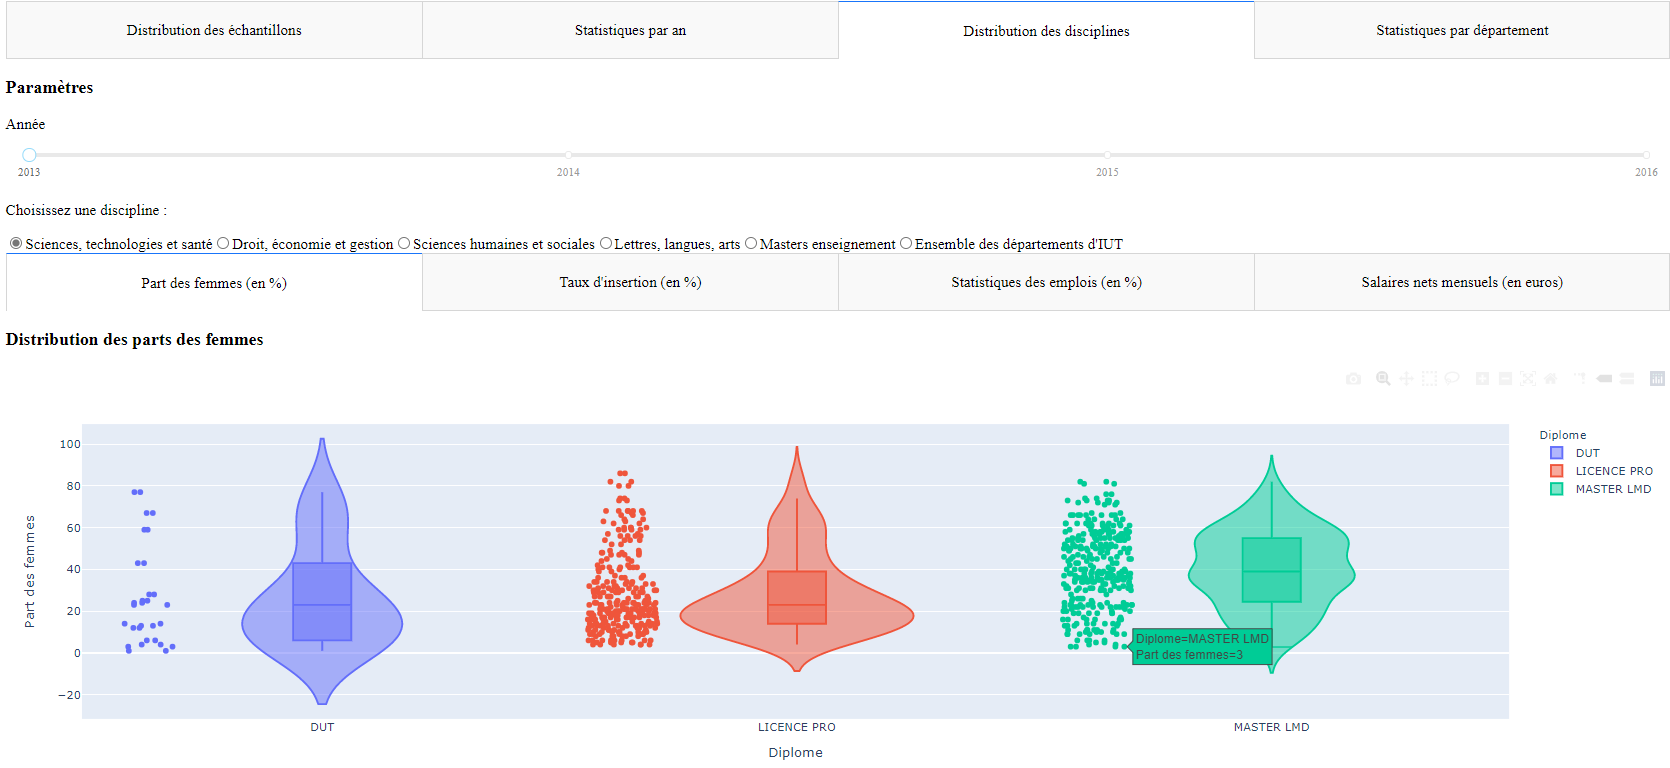 Distribution des échantillons
Statistiques par an
Distribution des disciplines
Statistiques par département
Paramètres
Année
2013
2014
2015
2016
Choisissez une discipline :
Sciences, technologies et santé Droit, économie et gestion Sciences humaines et sociales Lettres, langues, arts Masters enseignement Ensemble des départements d'IUT
Part des femmes (en %)
Taux d'insertion (en %)
Statistiques des emplois (en %)
Salaires nets mensuels (en euros)
Distribution des parts des femmes
Part des femmes
100
80
60
40
20
0
−20
Diplome=MASTER LMD
Part des femmes=3
DUT
LICENCE PRO
MASTER LMD
Diplome
Diplome
DUT
LICENCE PRO
MASTER LMD